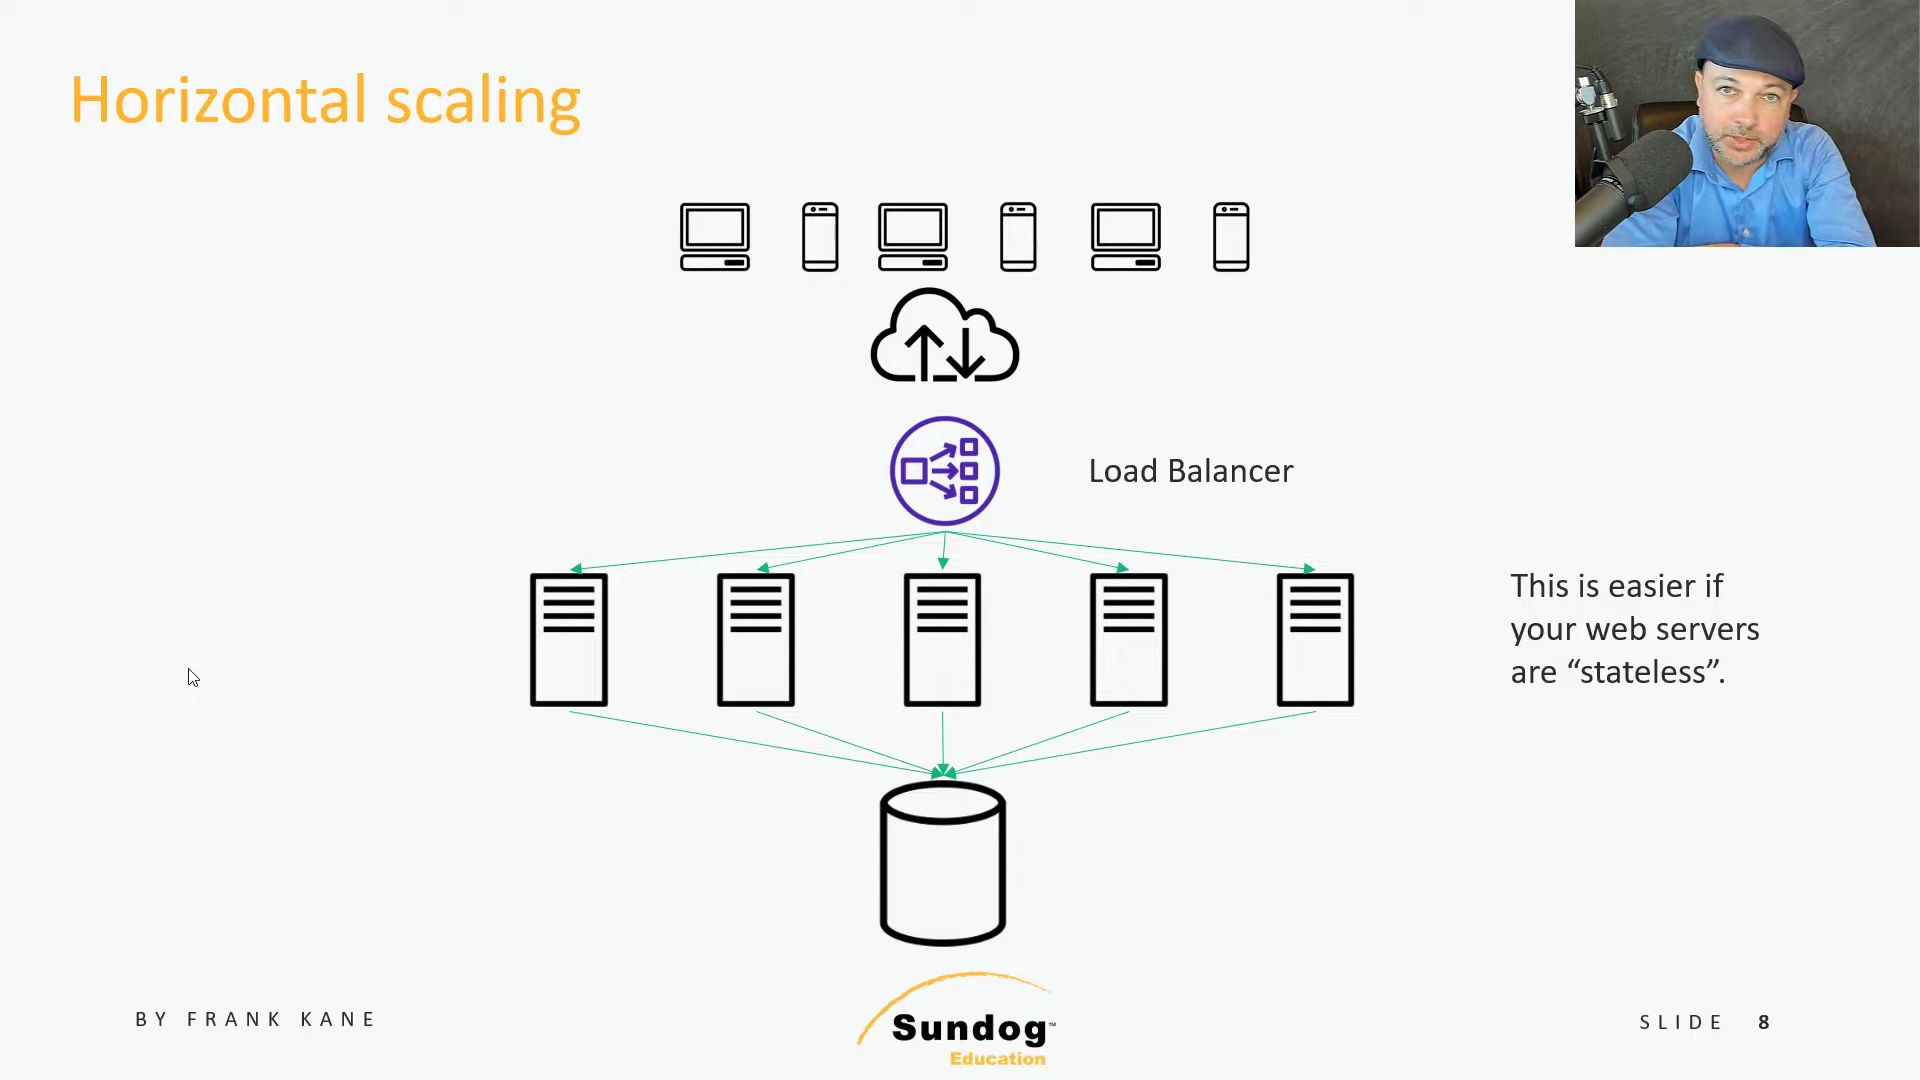 Horizontal scaling
Load Balancer
This is easier if
your web servers
are “stateless”.
BY FRANK KANE
Sundog™
Education
SLIDE 8